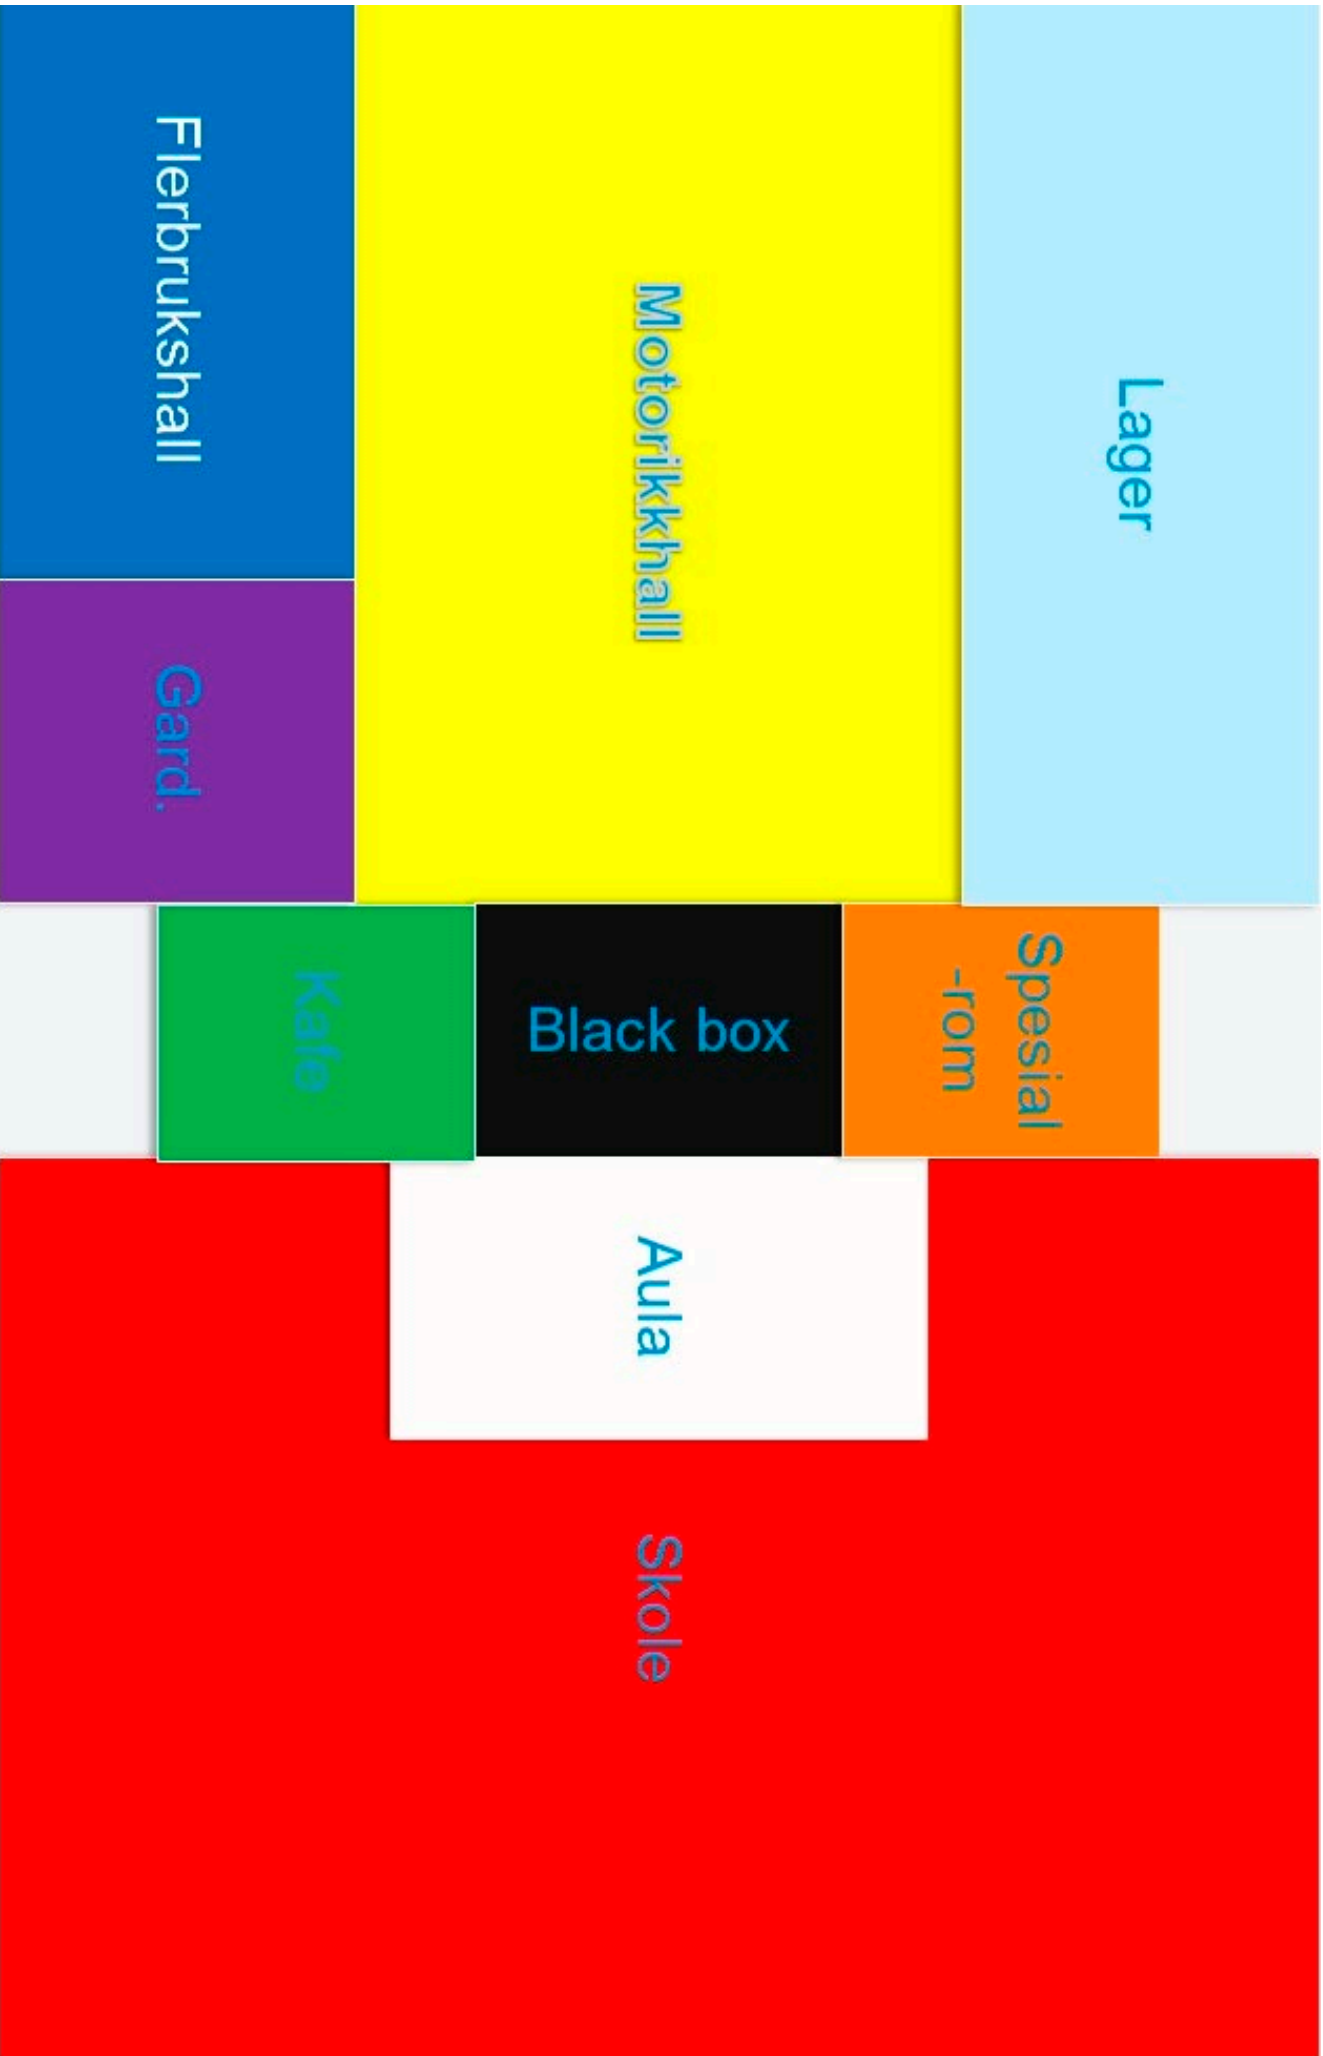 Flerbrukshall
Motorikkhall
Lager
Gard.
Kafe
Black box
Spesial
-rom
Aula
Skole